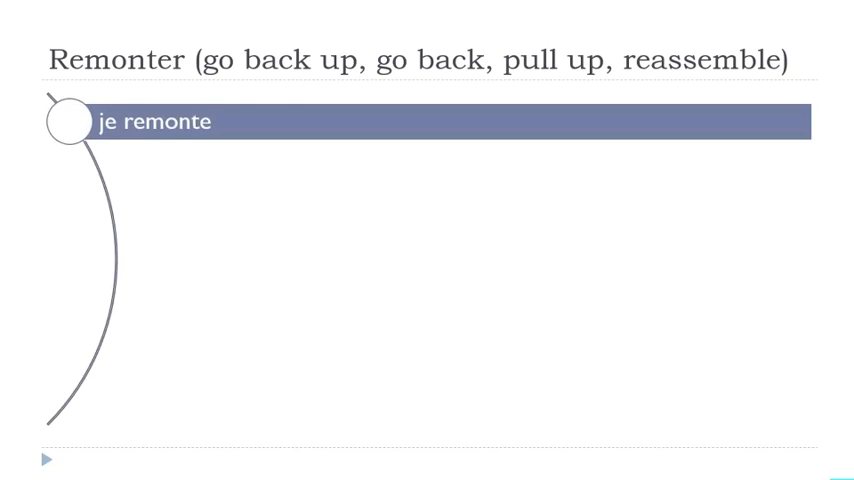 Remonter (go back up, go back, pull up, reassemble)
je remonte